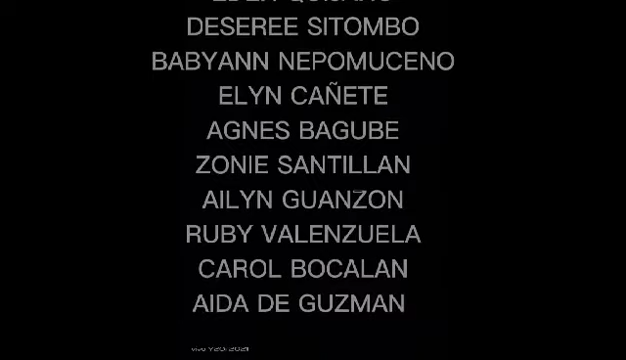 DESEREE SITOMBO
BABYANN NEPOMUCENO
ELYN CAÑETE
AGNES BAGUBE
ZONIE SANTILLAN
AILYN GUANZON
RUBY VALENZUELA
CAROL BOCALAN
AIDA DE GUZMAN